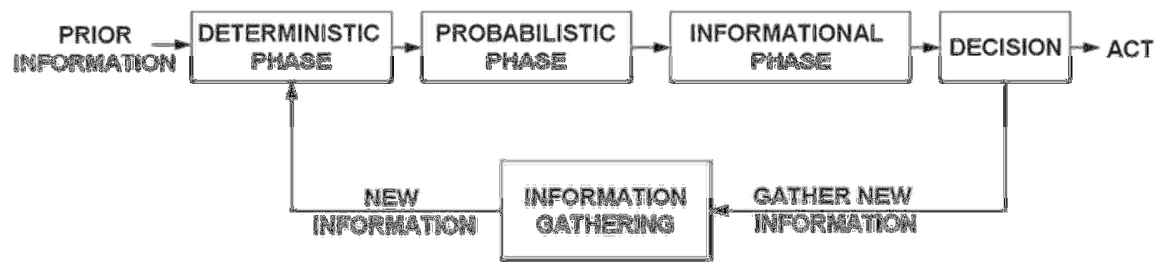 PRIOR
INFORMATION
DETERMINISTIC
PHASE
PROBABILISTIC
PHASE
INFORMATIONAL
PHASE
DECISION
ACT
NEW
INFORMATION
INFORMATION
GATHERING
GATHER NEW
INFORMATION